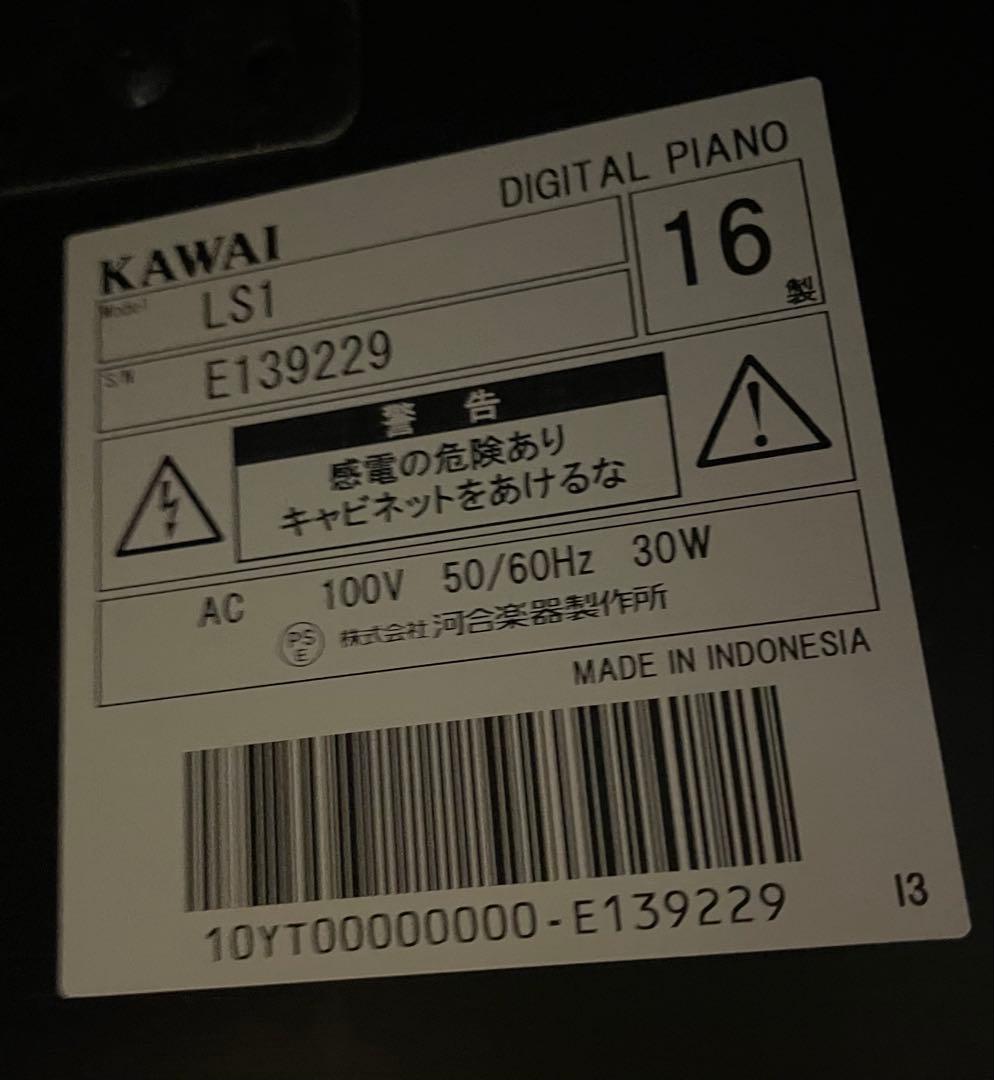 DIGITAL PIANO
KAWAI
16製
Model LS1
S/N E139229
警告
感電の危険あり
キャビネットをあけるな
AC 100V 50/60Hz 30W
PS
E
株式会社河合楽器製作所
MADE IN INDONESIA
10YT00000000-E139229
I3